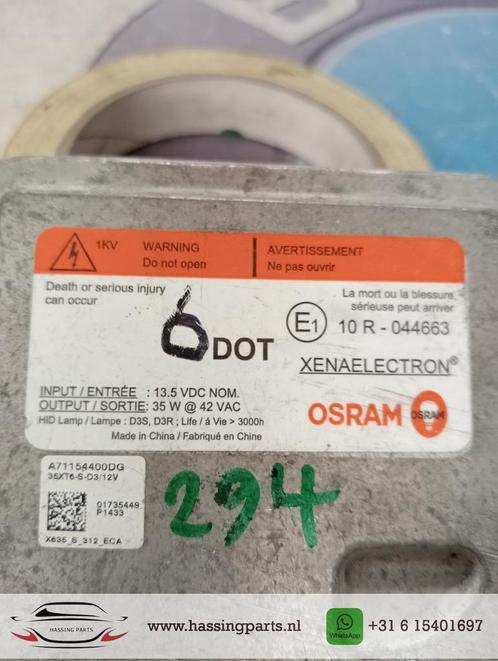 1KV
WARNING
Do not open
AVERTISSEMENT
Ne pas ouvrir
Death or serious injury
can occur
La mort ou la blessure
sérieuse peut arriver
6
DOT
E1 10 R - 044663
XENAELECTRON®
INPUT / ENTRÉE : 13.5 VDC NOM.
OUTPUT / SORTIE: 35 W @ 42 VAC
HID Lamp / Lampe : D3S, D3R ; Life / á Vie > 3000h
Made in China / Fabriqué en Chine
OSRAM OSRAM
A71154400DG
35XT6-S-D3/12V
01735449
P1433
X635_S_312_ECA
294
HASSING PARTS
www.hassingparts.nl
WhatsApp
+31 6 15401697